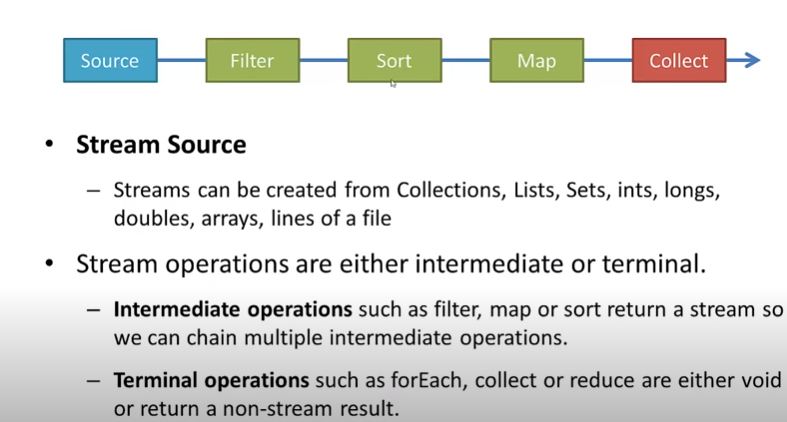 Source Filter Sort Map Collect
• Stream Source
– Streams can be created from Collections, Lists, Sets, ints, longs,
doubles, arrays, lines of a file
• Stream operations are either intermediate or terminal.
– Intermediate operations such as filter, map or sort return a stream so
we can chain multiple intermediate operations.
– Terminal operations such as forEach, collect or reduce are either void
or return a non-stream result.